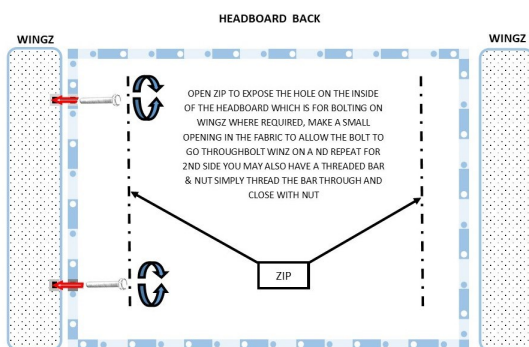 HEADBOARD BACK
WINGZ
WINGZ
OPEN ZIP TO EXPOSE THE HOLE ON THE INSIDE
OF THE HEADBOARD WHICH IS FOR BOLTING ON
WINGZ WHERE REQUIRED, MAKE A SMALL
OPENING IN THE FABRIC TO ALLOW THE BOLT TO
GO THROUGHBOLT WINZ ON A ND REPEAT FOR
2ND SIDE YOU MAY ALSO HAVE A THREADED BAR
& NUT SIMPLY THREAD THE BAR THROUGH AND
CLOSE WITH NUT
ZIP